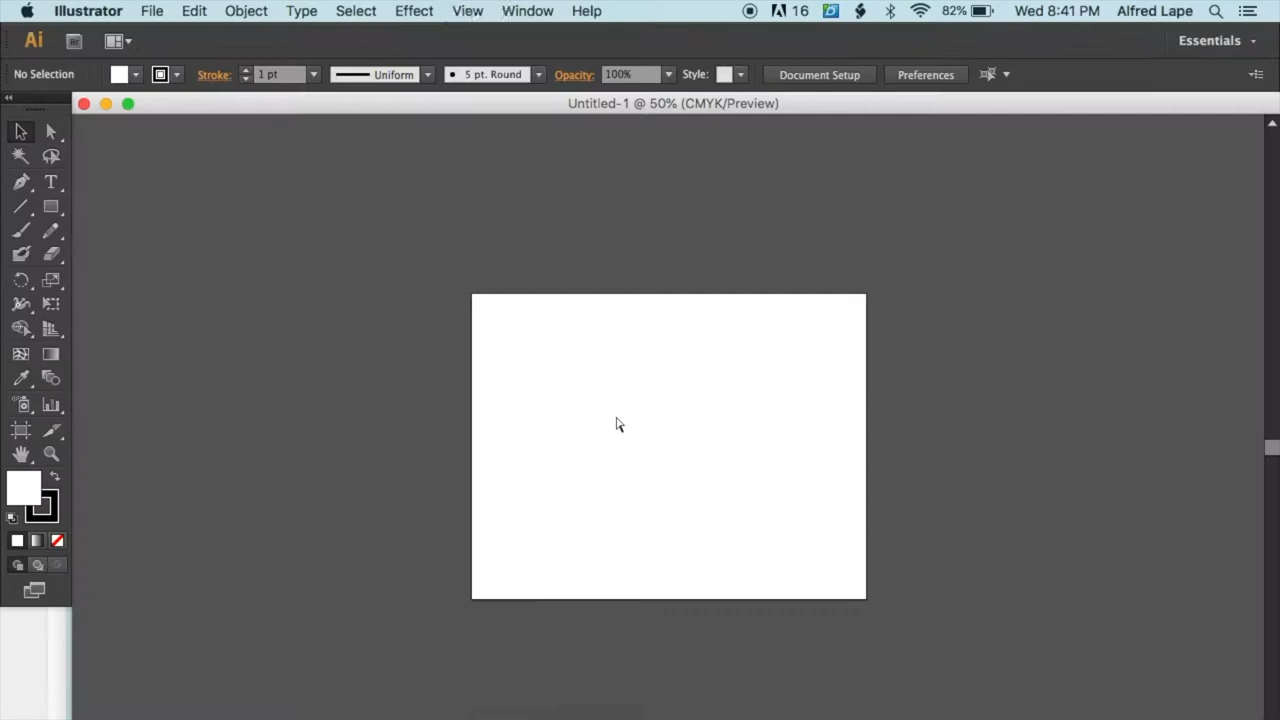 Illustrator File Edit Object Type Select Effect View Window Help 16 82% Wed 8:41 PM Alfred Lape
Ai Br Essentials
No Selection Stroke: 1 pt Uniform 5 pt. Round Opacity: 100% Style: Document Setup Preferences
Untitled-1 @ 50% (CMYK/Preview)
T